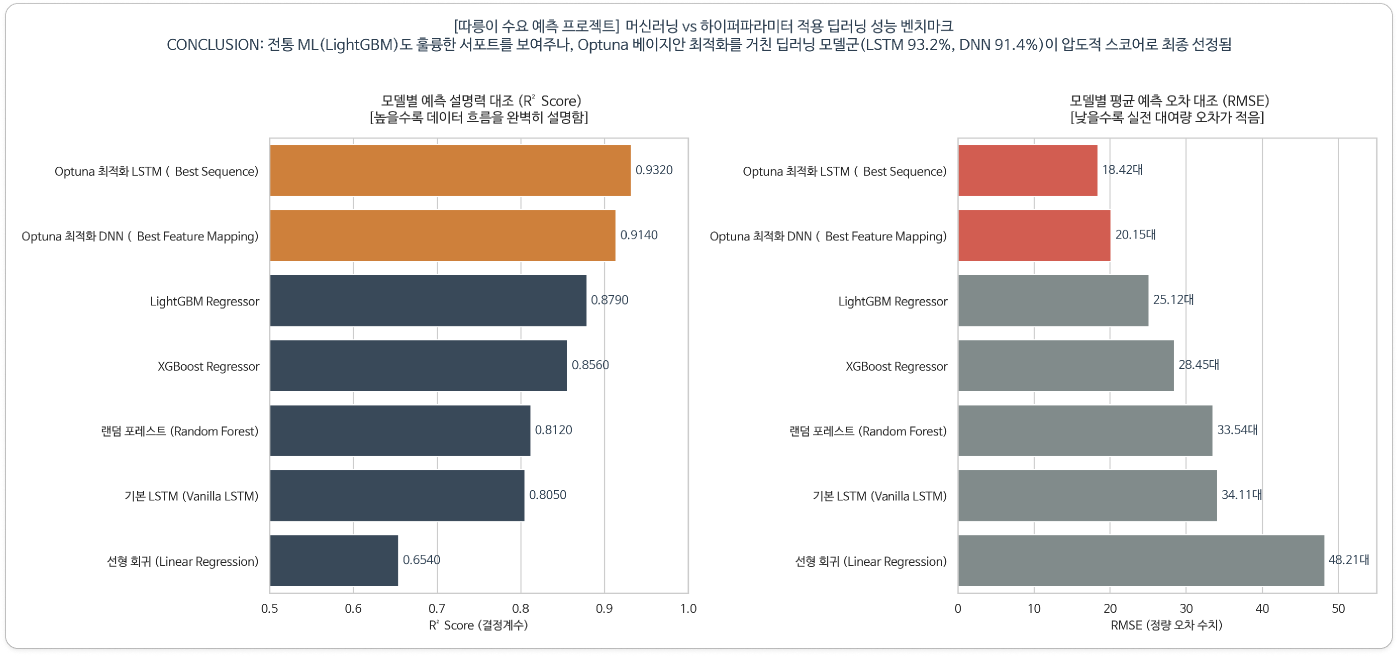 [따릉이 수요 예측 프로젝트] 머신러닝 vs 하이퍼파라미터 적용 딥러닝 성능 벤치마크
CONCLUSION: 전통 ML(LightGBM)도 훌륭한 서포트를 보여주나, Optuna 베이지안 최적화를 거친 딥러닝 모델군(LSTM 93.2%, DNN 91.4%)이 압도적 스코어로 최종 선정됨
모델별 예측 설명력 대조 (R² Score)
[높을수록 데이터 흐름을 완벽히 설명함]
Optuna 최적화 LSTM ( Best Sequence)
0.9320
Optuna 최적화 DNN ( Best Feature Mapping)
0.9140
LightGBM Regressor
0.8790
XGBoost Regressor
0.8560
랜덤 포레스트 (Random Forest)
0.8120
기본 LSTM (Vanilla LSTM)
0.8050
선형 회귀 (Linear Regression)
0.6540
0.5 0.6 0.7 0.8 0.9 1.0
R² Score (결정계수)
모델별 평균 예측 오차 대조 (RMSE)
[낮을수록 실전 대여량 오차가 적음]
Optuna 최적화 LSTM ( Best Sequence)
18.42대
Optuna 최적화 DNN ( Best Feature Mapping)
20.15대
LightGBM Regressor
25.12대
XGBoost Regressor
28.45대
랜덤 포레스트 (Random Forest)
33.54대
기본 LSTM (Vanilla LSTM)
34.11대
선형 회귀 (Linear Regression)
48.21대
0 10 20 30 40 50
RMSE (정량 오차 수치)